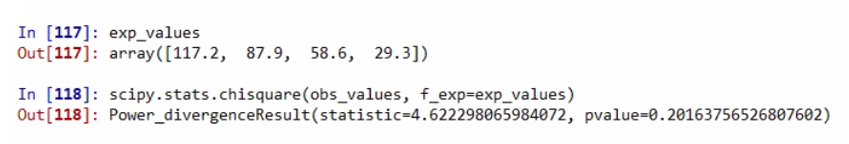 In [117]: exp_values
Out[117]: array([117.2,  87.9,  58.6,  29.3])
In [118]: scipy.stats.chisquare(obs_values, f_exp=exp_values)
Out[118]: Power_divergenceResult(statistic=4.622298065984072, pvalue=0.20163756526807602)